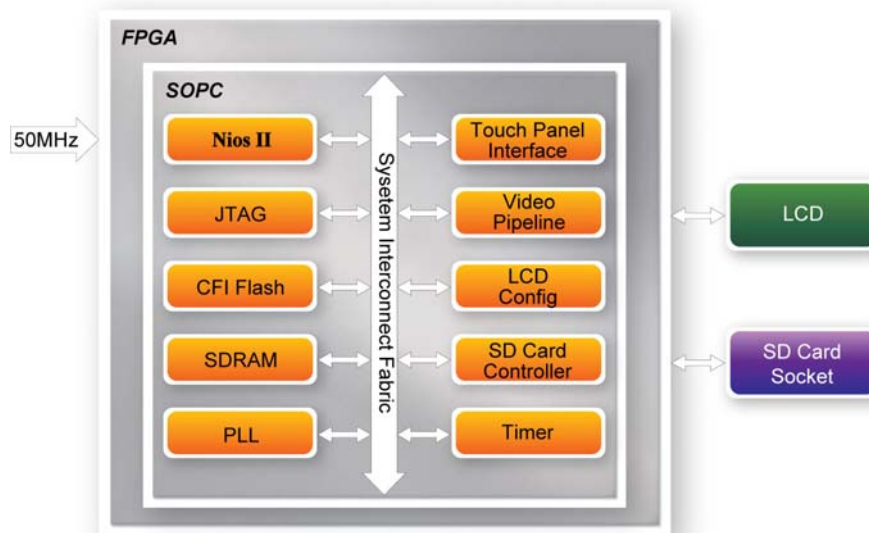 FPGA
SOPC
50MHz
Nios II
JTAG
CFI Flash
SDRAM
PLL
Sysetem Interconnect Fabric
Touch Panel
Interface
Video
Pipeline
LCD
Config
SD Card
Controller
Timer
LCD
SD Card
Socket